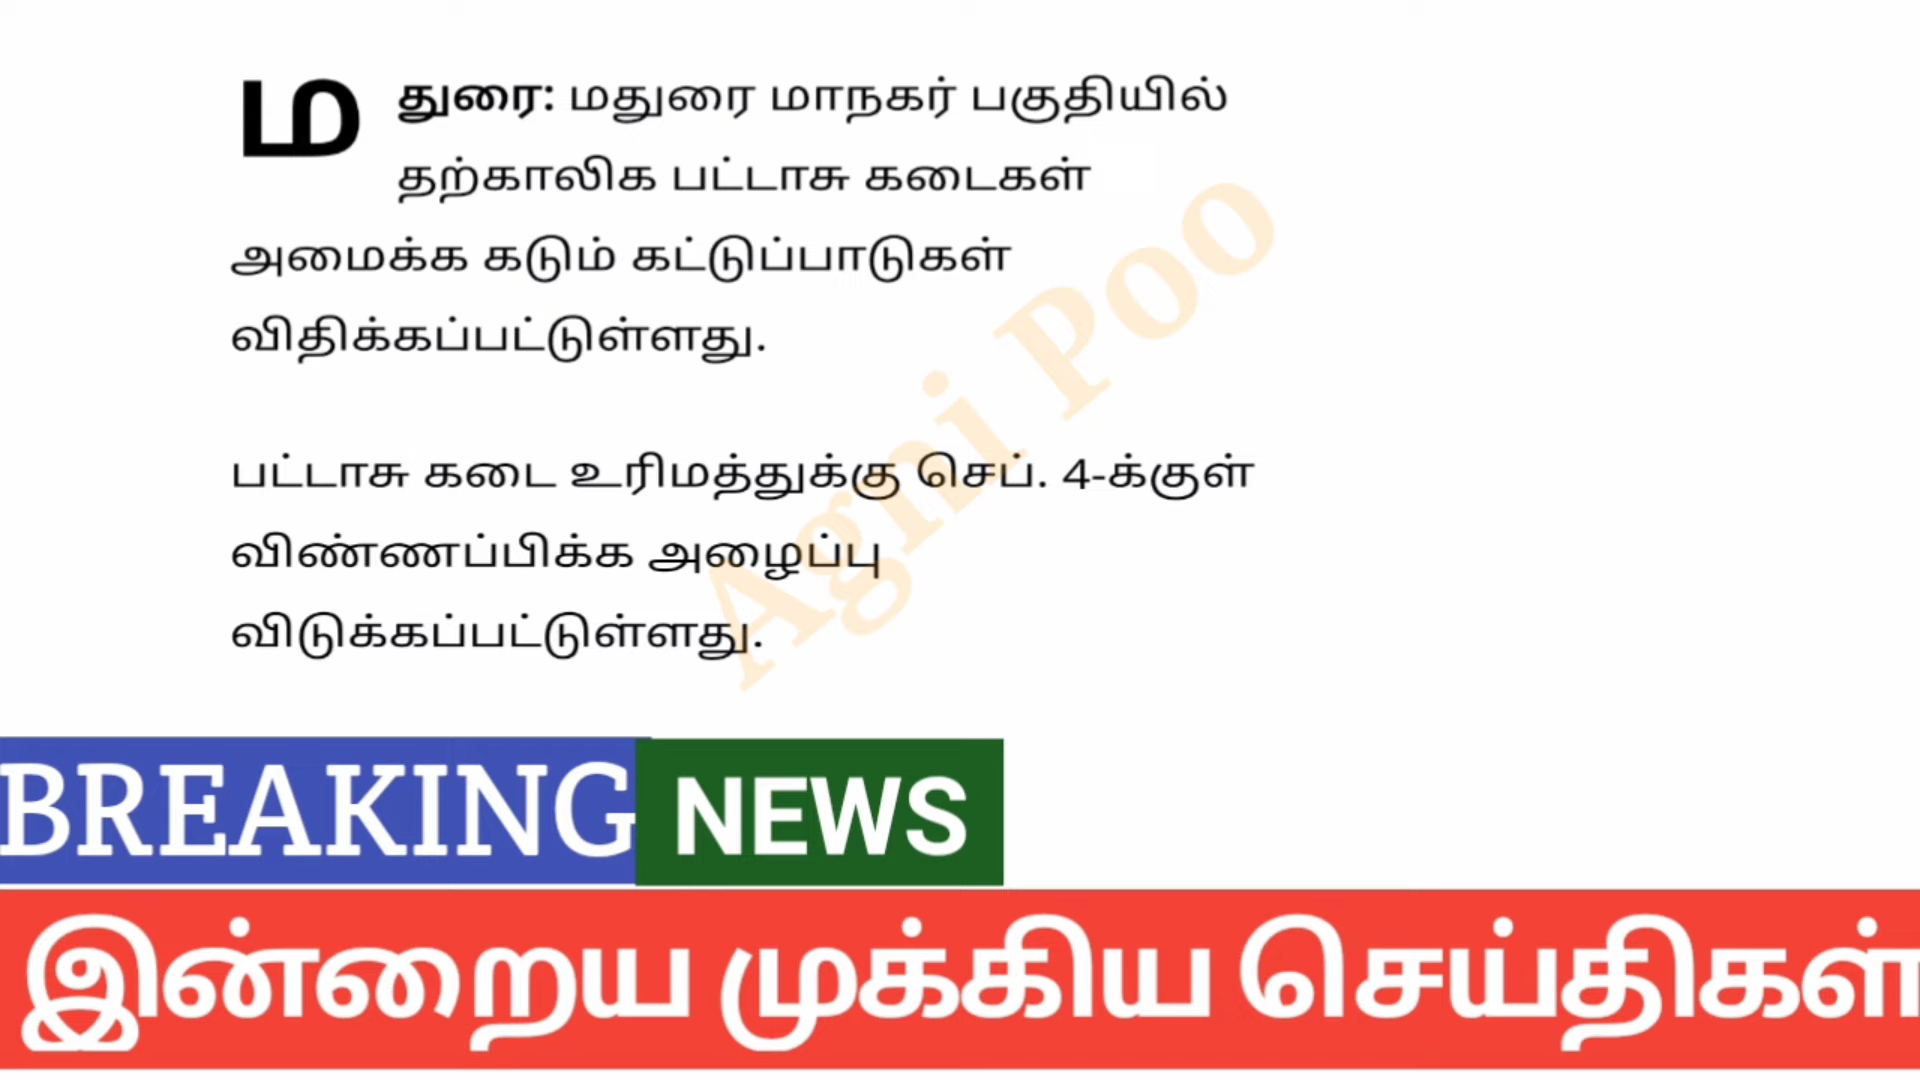 மதுரை: மதுரை மாநகர் பகுதியில்
தற்காலிக பட்டாசு கடைகள்
அமைக்க கடும் கட்டுப்பாடுகள்
விதிக்கப்பட்டுள்ளது.
பட்டாசு கடை உரிமத்துக்கு செப். 4-க்குள்
விண்ணப்பிக்க அழைப்பு
விடுக்கப்பட்டுள்ளது.
Agni Poo
BREAKING NEWS
இன்றைய முக்கிய செய்திகள்